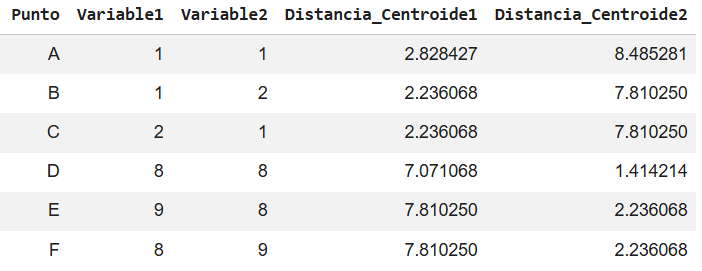 Punto Variable1 Variable2 Distancia_Centroide1 Distancia_Centroide2
A 1 1 2.828427 8.485281
B 1 2 2.236068 7.810250
C 2 1 2.236068 7.810250
D 8 8 7.071068 1.414214
E 9 8 7.810250 2.236068
F 8 9 7.810250 2.236068